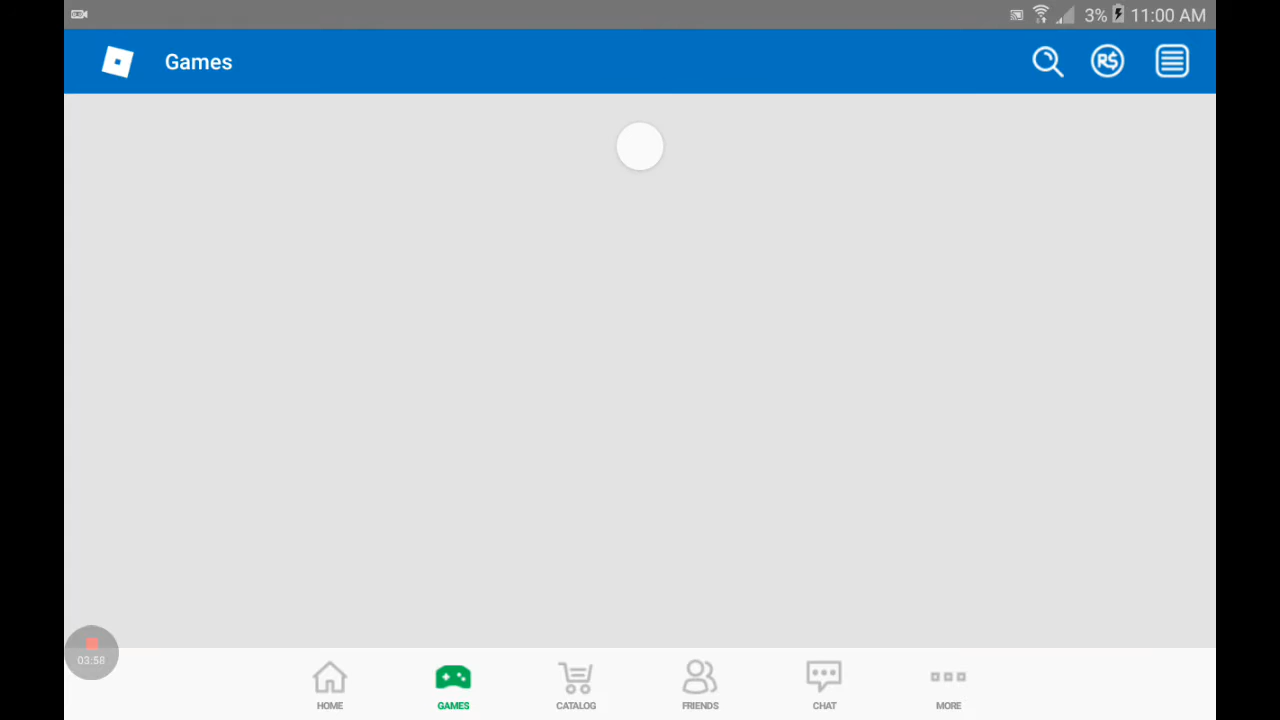 3% 11:00 AM
Games
R$
03:58
HOME GAMES CATALOG FRIENDS CHAT MORE